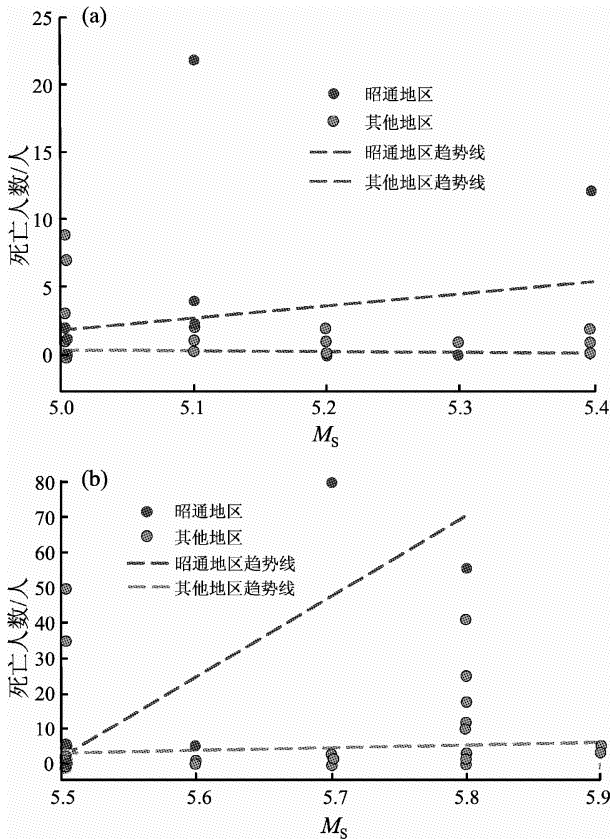 (a)
25
20
15
10
5
0
死亡人数/人
昭通地区
其他地区
昭通地区趋势线
其他地区趋势线
5.0 5.1 5.2 5.3 5.4
Ms
(b)
80
70
60
50
40
30
20
10
0
死亡人数/人
昭通地区
其他地区
昭通地区趋势线
其他地区趋势线
5.5 5.6 5.7 5.8 5.9
Ms